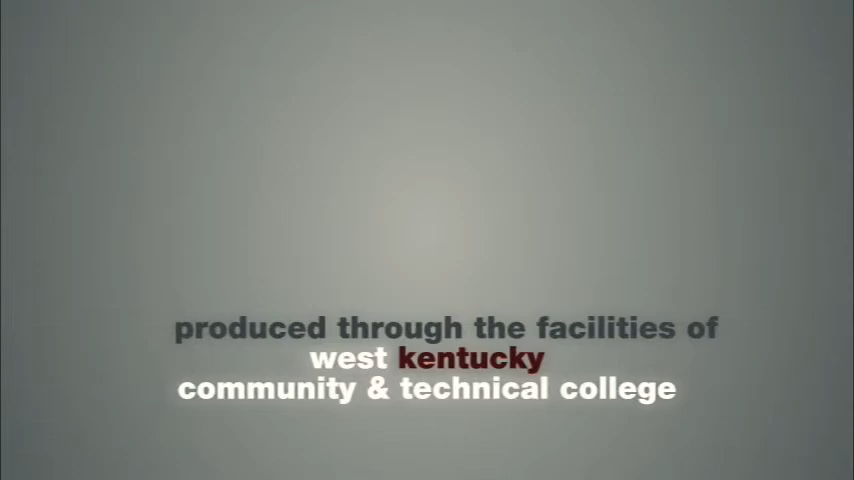 produced through the facilities of
west kentucky
community & technical college